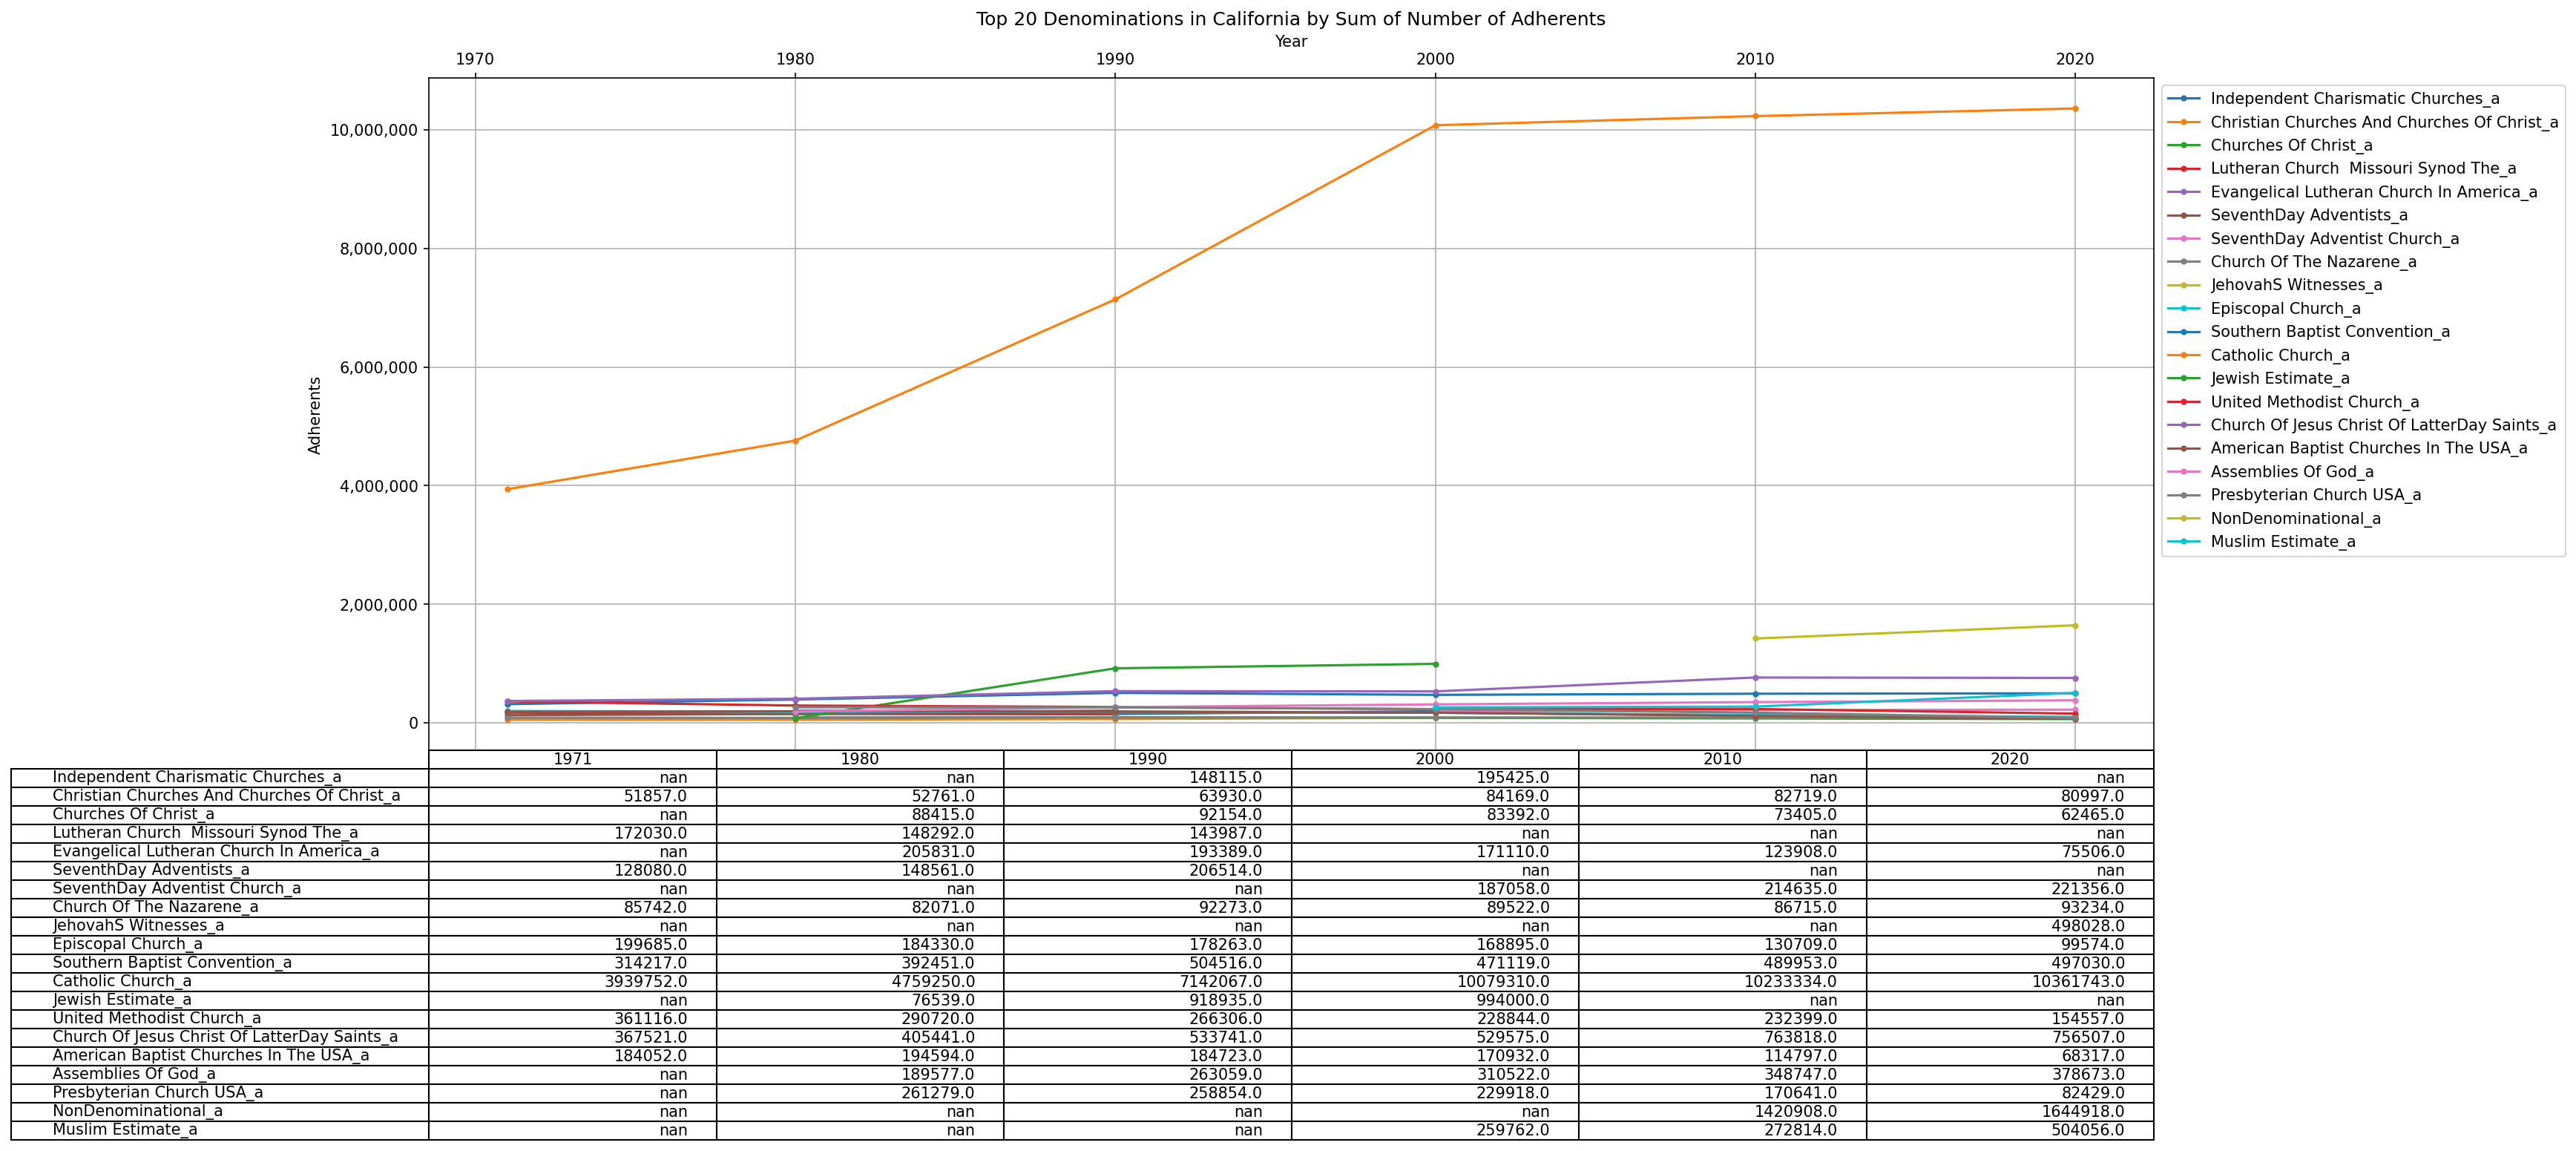 Top 20 Denominations in California by Sum of Number of Adherents
Year
1970 1980 1990 2000 2010 2020
10,000,000
8,000,000
6,000,000
4,000,000
2,000,000
0
Adherents
Independent Charismatic Churches_a
Christian Churches And Churches Of Christ_a
Churches Of Christ_a
Lutheran Church  Missouri Synod The_a
Evangelical Lutheran Church In America_a
SeventhDay Adventists_a
SeventhDay Adventist Church_a
Church Of The Nazarene_a
JehovahS Witnesses_a
Episcopal Church_a
Southern Baptist Convention_a
Catholic Church_a
Jewish Estimate_a
United Methodist Church_a
Church Of Jesus Christ Of LatterDay Saints_a
American Baptist Churches In The USA_a
Assemblies Of God_a
Presbyterian Church USA_a
NonDenominational_a
Muslim Estimate_a
1971 1980 1990 2000 2010 2020
Independent Charismatic Churches_a nan nan 148115.0 195425.0 nan nan
Christian Churches And Churches Of Christ_a 51857.0 52761.0 63930.0 84169.0 82719.0 80997.0
Churches Of Christ_a nan 88415.0 92154.0 83392.0 73405.0 62465.0
Lutheran Church  Missouri Synod The_a 172030.0 148292.0 143987.0 nan nan nan
Evangelical Lutheran Church In America_a nan 205831.0 193389.0 171110.0 123908.0 75506.0
SeventhDay Adventists_a 128080.0 148561.0 206514.0 nan nan nan
SeventhDay Adventist Church_a nan nan nan 187058.0 214635.0 221356.0
Church Of The Nazarene_a 85742.0 82071.0 92273.0 89522.0 86715.0 93234.0
JehovahS Witnesses_a nan nan nan nan nan 498028.0
Episcopal Church_a 199685.0 184330.0 178263.0 168895.0 130709.0 99574.0
Southern Baptist Convention_a 314217.0 392451.0 504516.0 471119.0 489953.0 497030.0
Catholic Church_a 3939752.0 4759250.0 7142067.0 10079310.0 10233334.0 10361743.0
Jewish Estimate_a nan 76539.0 918935.0 994000.0 nan nan
United Methodist Church_a 361116.0 290720.0 266306.0 228844.0 232399.0 154557.0
Church Of Jesus Christ Of LatterDay Saints_a 367521.0 405441.0 533741.0 529575.0 763818.0 756507.0
American Baptist Churches In The USA_a 184052.0 194594.0 184723.0 170932.0 114797.0 68317.0
Assemblies Of God_a nan 189577.0 263059.0 310522.0 348747.0 378673.0
Presbyterian Church USA_a nan 261279.0 258854.0 229918.0 170641.0 82429.0
NonDenominational_a nan nan nan nan 1420908.0 1644918.0
Muslim Estimate_a nan nan nan 259762.0 272814.0 504056.0